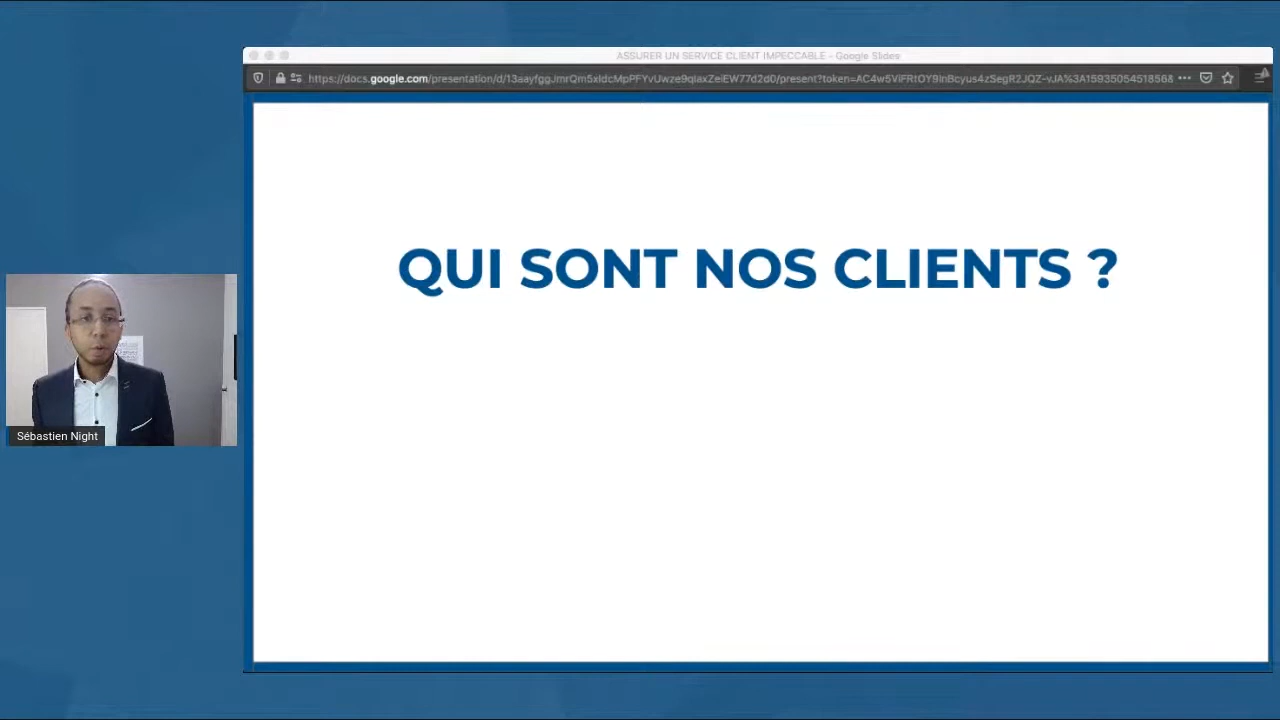 ASSURER UN SERVICE CLIENT IMPECCABLE - Google Slides
QUI SONT NOS CLIENTS ?
Sébastien Night